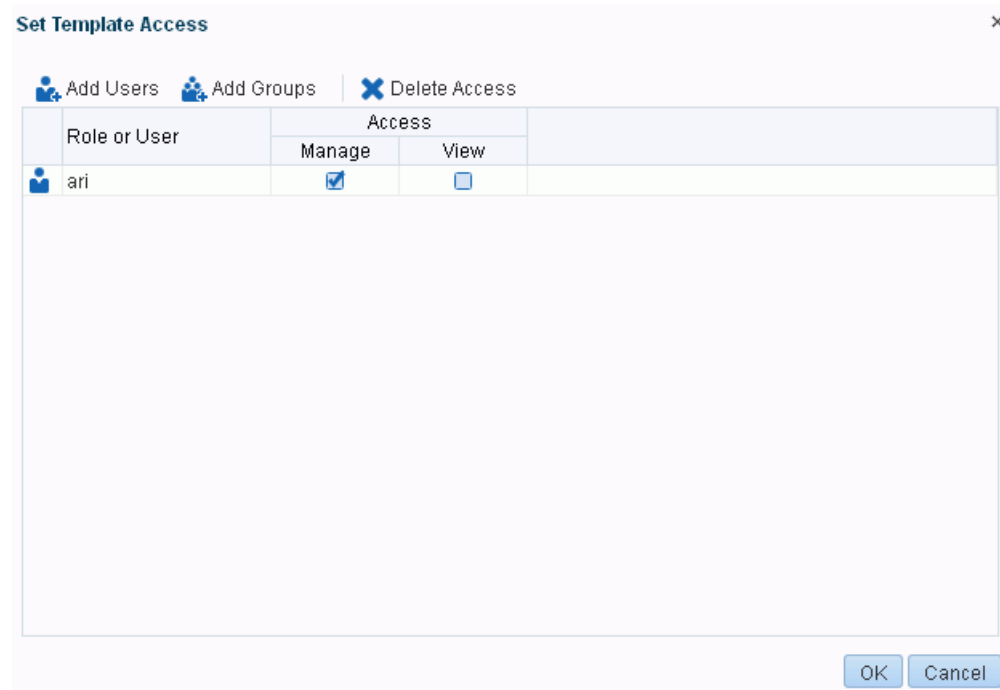 Set Template Access
Add Users Add Groups Delete Access
Role or User Access
Manage View
ari
OK Cancel